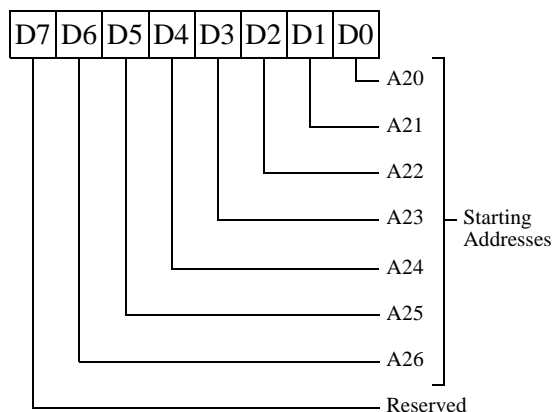 D7 D6 D5 D4 D3 D2 D1 D0
A20
A21
A22
A23
Starting
Addresses
A24
A25
A26
Reserved